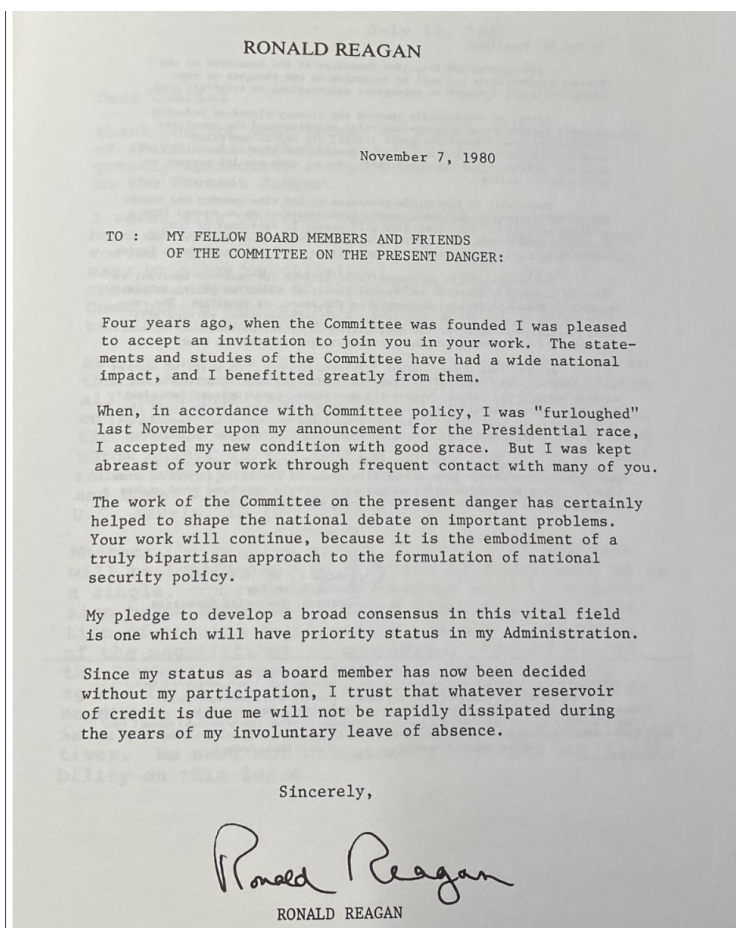 RONALD REAGAN
November 7, 1980
TO : MY FELLOW BOARD MEMBERS AND FRIENDS
OF THE COMMITTEE ON THE PRESENT DANGER:
Four years ago, when the Committee was founded I was pleased
to accept an invitation to join you in your work. The state-
ments and studies of the Committee have had a wide national
impact, and I benefitted greatly from them.
When, in accordance with Committee policy, I was "furloughed"
last November upon my announcement for the Presidential race,
I accepted my new condition with good grace. But I was kept
abreast of your work through frequent contact with many of you.
The work of the Committee on the present danger has certainly
helped to shape the national debate on important problems.
Your work will continue, because it is the embodiment of a
truly bipartisan approach to the formulation of national
security policy.
My pledge to develop a broad consensus in this vital field
is one which will have priority status in my Administration.
Since my status as a board member has now been decided
without my participation, I trust that whatever reservoir
of credit is due me will not be rapidly dissipated during
the years of my involuntary leave of absence.
Sincerely,
Ronald Reagan
RONALD REAGAN